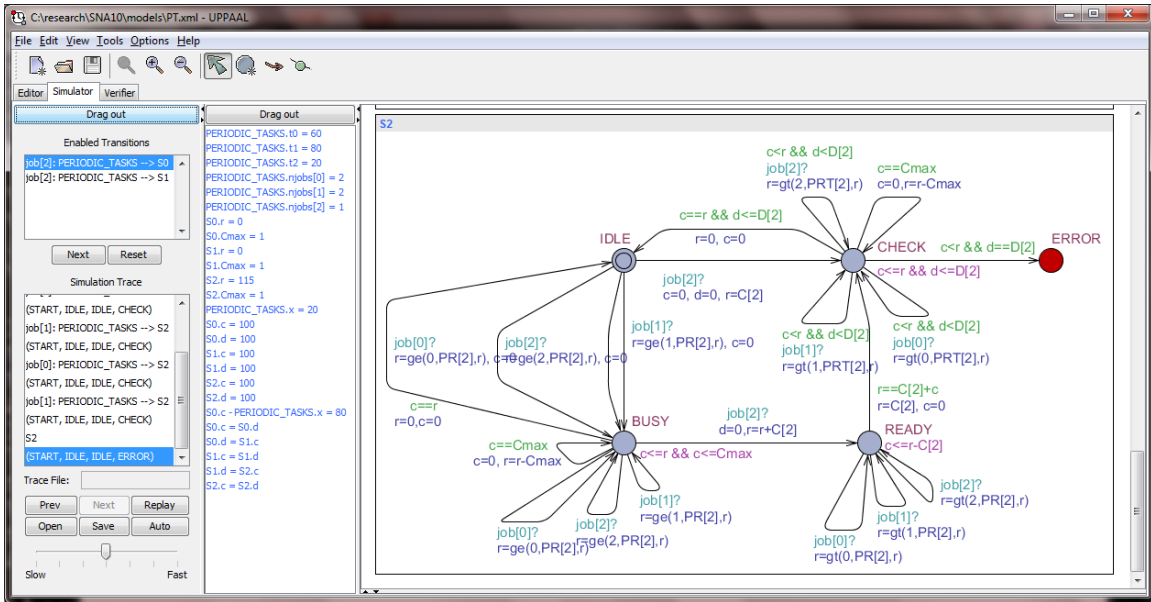 C:\research\SNA10\models\PT.xml - UPPAAL
File Edit View Tools Options Help
Editor Simulator Verifier
Drag out
Enabled Transitions
job[2]: PERIODIC_TASKS --> S0
job[2]: PERIODIC_TASKS --> S1
Next Reset
Simulation Trace
(START, IDLE, IDLE, CHECK)
job[1]: PERIODIC_TASKS --> S2
(START, IDLE, IDLE, CHECK)
job[0]: PERIODIC_TASKS --> S2
(START, IDLE, IDLE, CHECK)
job[1]: PERIODIC_TASKS --> S2
(START, IDLE, IDLE, CHECK)
S2
(START, IDLE, IDLE, ERROR)
Trace File:
Prev Next Replay
Open Save Auto
Slow Fast
Drag out
PERIODIC_TASKS.t0 = 60
PERIODIC_TASKS.t1 = 80
PERIODIC_TASKS.t2 = 20
PERIODIC_TASKS.njobs[0] = 2
PERIODIC_TASKS.njobs[1] = 2
PERIODIC_TASKS.njobs[2] = 1
S0.r = 0
S0.Cmax = 1
S1.r = 0
S1.Cmax = 1
S2.r = 115
S2.Cmax = 1
PERIODIC_TASKS.x = 20
S0.c = 100
S0.d = 100
S1.c = 100
S1.d = 100
S2.c = 100
S2.d = 100
S0.c - PERIODIC_TASKS.x = 80
S0.c = S0.d
S0.d = S1.c
S1.c = S1.d
S1.d = S2.c
S2.c = S2.d
S2
c<r && d<D[2]
job[2]?
r=gt(2,PRT[2],r)
c==Cmax
c=0,r=r-Cmax
c==r && d<=D[2]
r=0, c=0
IDLE
CHECK
c<r && d==D[2]
ERROR
c<=r && d<=D[2]
job[2]?
c=0, d=0, r=C[2]
job[0]?
r=ge(0,PR[2],r), c=0
job[2]?
r=ge(2,PR[2],r), c=0
job[1]?
r=ge(1,PR[2],r), c=0
c<r && d<D[2]
job[1]?
r=gt(1,PRT[2],r)
c<r && d<D[2]
job[0]?
r=gt(0,PRT[2],r)
c==r
r=0,c=0
r==C[2]+c
r=C[2], c=0
BUSY
job[2]?
d=0,r=r+C[2]
READY
c==Cmax
c=0, r=r-Cmax
c<=r && c<=Cmax
c<=r-C[2]
job[0]?
r=ge(0,PR[2],r)
job[2]?
r=ge(2,PR[2],r)
job[1]?
r=ge(1,PR[2],r)
job[0]?
r=gt(0,PR[2],r)
job[1]?
r=gt(1,PR[2],r)
job[2]?
r=gt(2,PR[2],r)